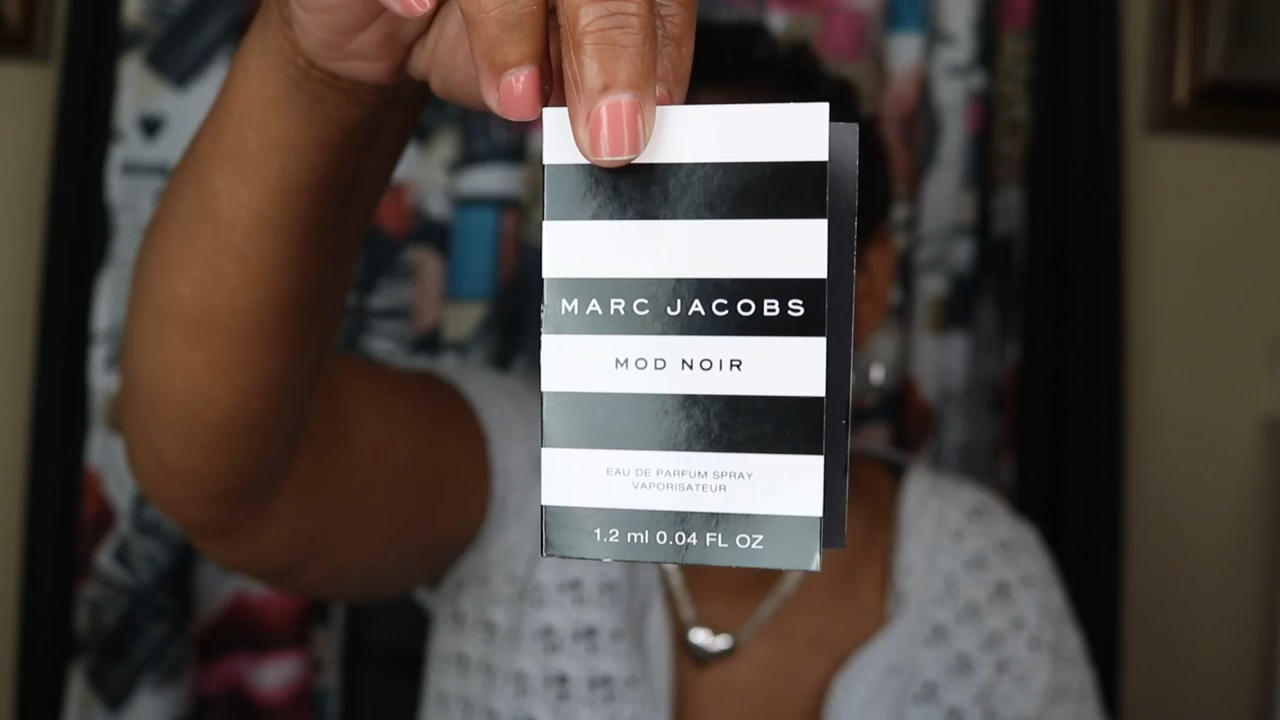 MARC JACOBS
MOD NOIR
EAU DE PARFUM SPRAY
VAPORISATEUR
1.2 ml 0.04 FL OZ